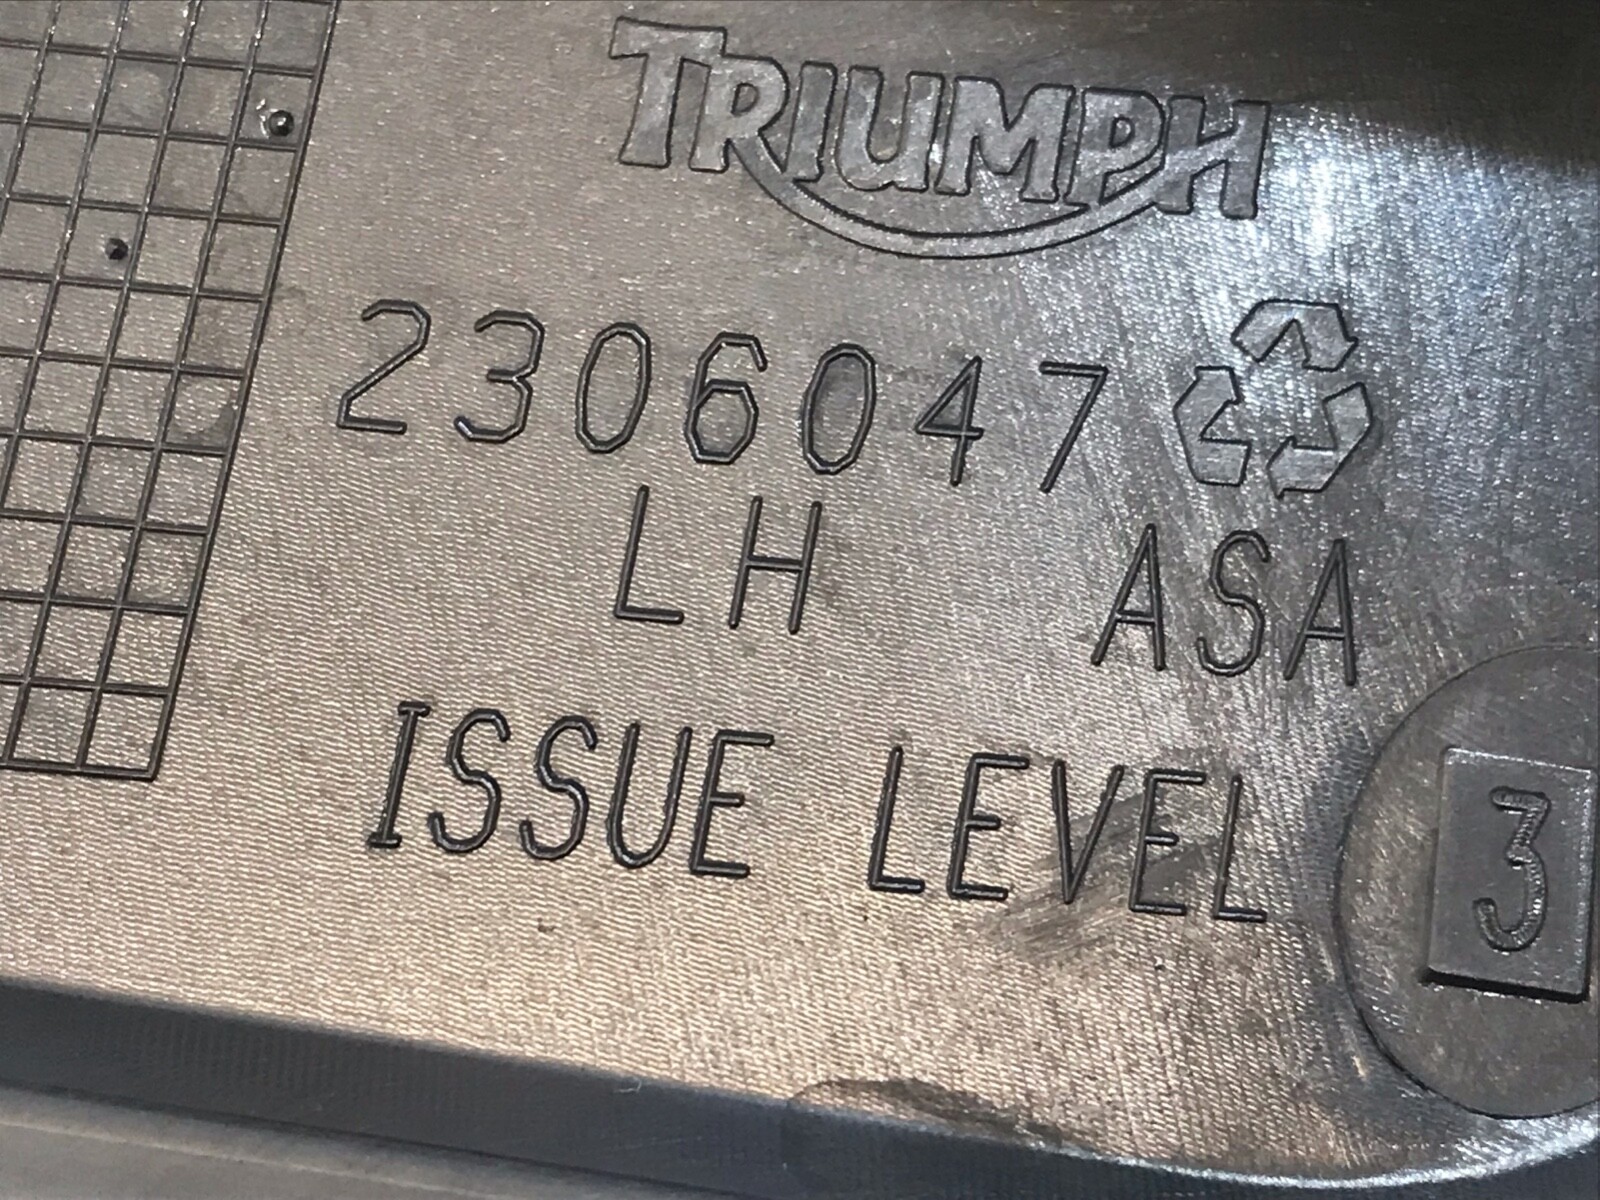 TRIUMPH
2306047
LH ASA
ISSUE LEVEL 3